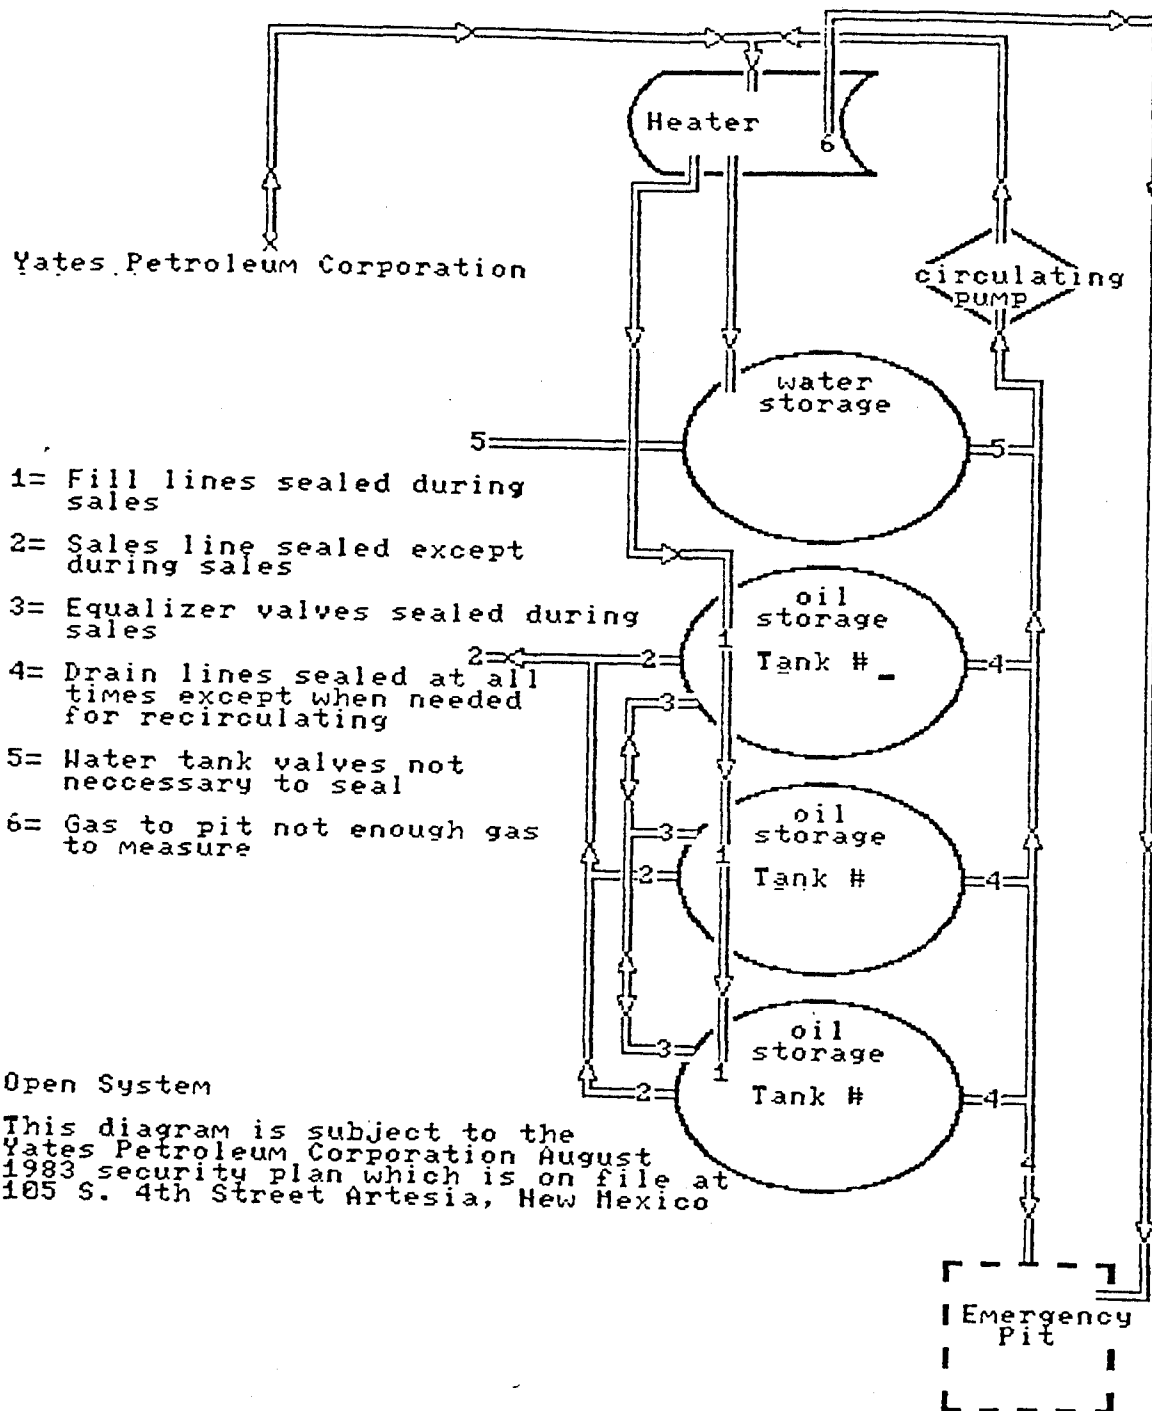 Heater
6
Yates Petroleum Corporation
circulating
pump
water
storage
5
5
1= Fill lines sealed during
sales
2= Sales line sealed except
during sales
3= Equalizer valves sealed during
sales
4= Drain lines sealed at all
times except when needed
for recirculating
5= Water tank valves not
neccessary to seal
6= Gas to pit not enough gas
to measure
oil
storage
Tank #_
1
2
2
3
4
oil
storage
Tank #
1
3
2
4
oil
storage
Tank #
1
3
2
4
4
Open System
This diagram is subject to the
Yates Petroleum Corporation August
1983 security plan which is on file at
105 S. 4th Street Artesia, New Mexico
Emergency
Pit